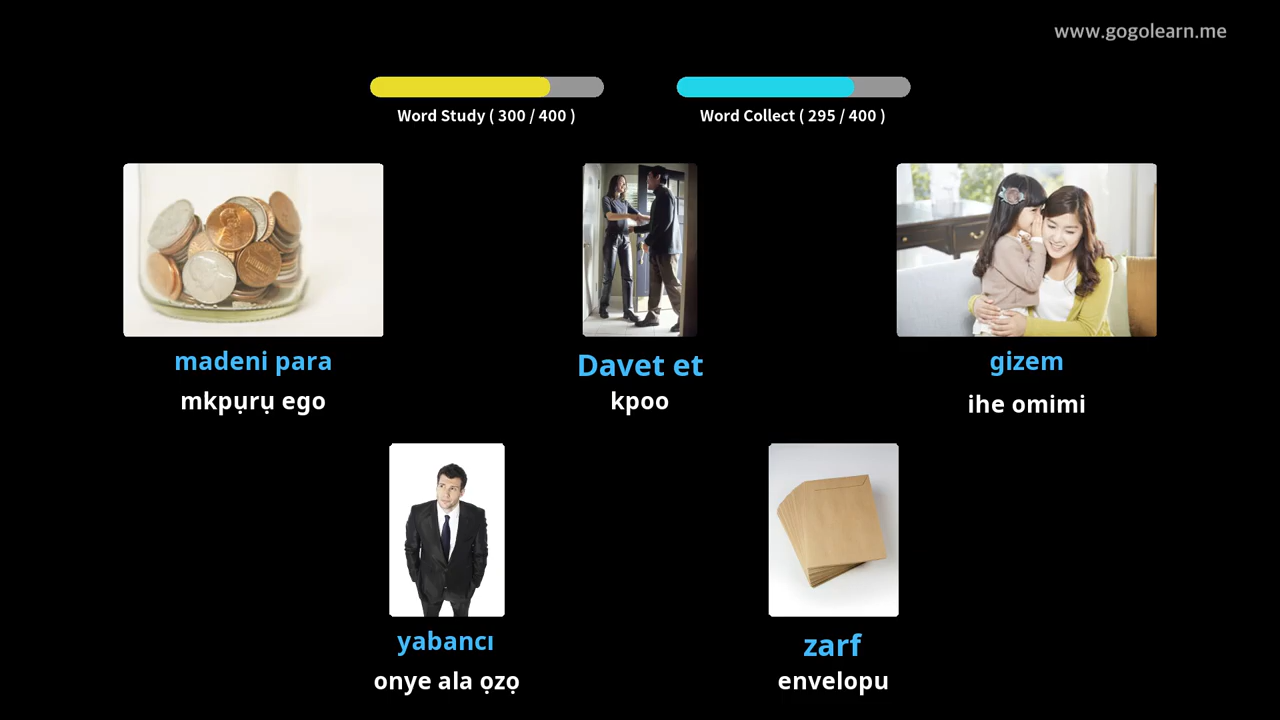 www.gogolearn.me
Word Study ( 300 / 400 )
Word Collect ( 295 / 400 )
madeni para
mkpụrụ ego
Davet et
kpoo
gizem
ihe omimi
yabancı
onye ala ọzọ
zarf
envelopu